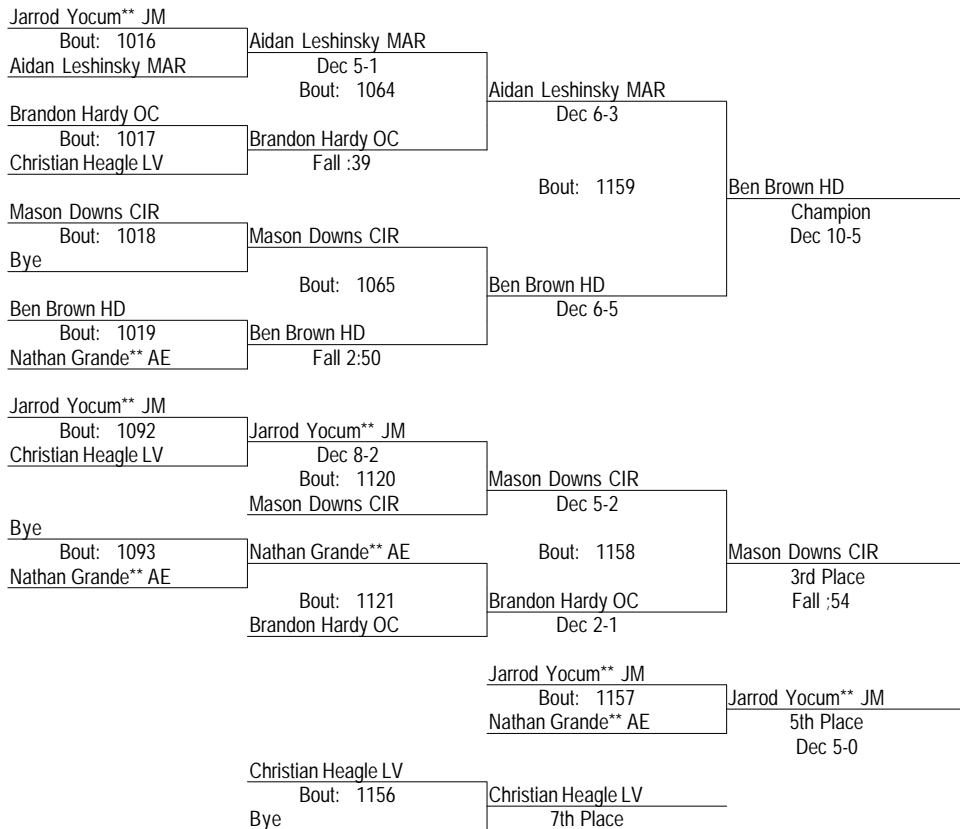 Jarrod Yocum** JM
Bout: 1016
Aidan Leshinsky MAR
Aidan Leshinsky MAR
Dec 5-1
Bout: 1064
Aidan Leshinsky MAR
Dec 6-3
Brandon Hardy OC
Bout: 1017
Christian Heagle LV
Brandon Hardy OC
Fall :39
Bout: 1159
Ben Brown HD
Champion
Dec 10-5
Mason Downs CIR
Bout: 1018
Bye
Mason Downs CIR
Bout: 1065
Ben Brown HD
Dec 6-5
Ben Brown HD
Bout: 1019
Nathan Grande** AE
Ben Brown HD
Fall 2:50
Jarrod Yocum** JM
Bout: 1092
Christian Heagle LV
Jarrod Yocum** JM
Dec 8-2
Bout: 1120
Mason Downs CIR
Mason Downs CIR
Dec 5-2
Bye
Bout: 1093
Nathan Grande** AE
Nathan Grande** AE
Bout: 1121
Brandon Hardy OC
Bout: 1158
Brandon Hardy OC
Dec 2-1
Mason Downs CIR
3rd Place
Fall ;54
Jarrod Yocum** JM
Bout: 1157
Nathan Grande** AE
Jarrod Yocum** JM
5th Place
Dec 5-0
Christian Heagle LV
Bout: 1156
Bye
Christian Heagle LV
7th Place